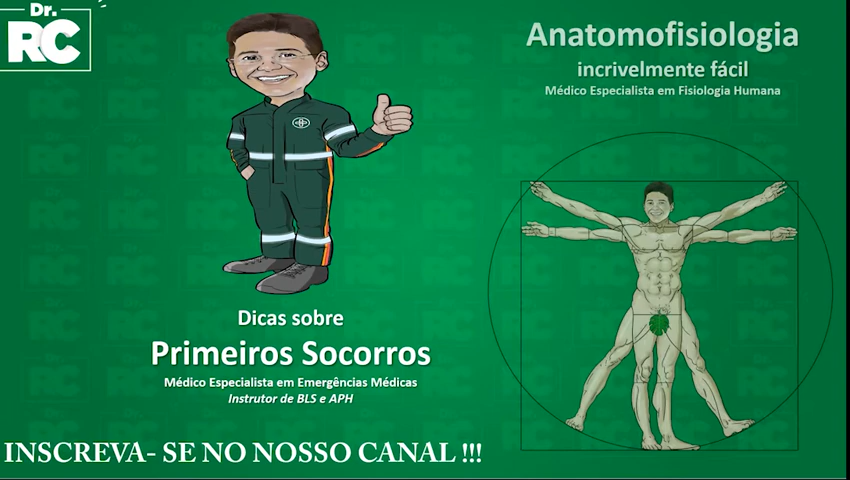 Dr.
RC
Anatomofisiologia
incrivelmente fácil
Médico Especialista em Fisiologia Humana
Dicas sobre
Primeiros Socorros
Médico Especialista em Emergências Médicas
Instrutor de BLS e APH
INSCREVA- SE NO NOSSO CANAL !!!